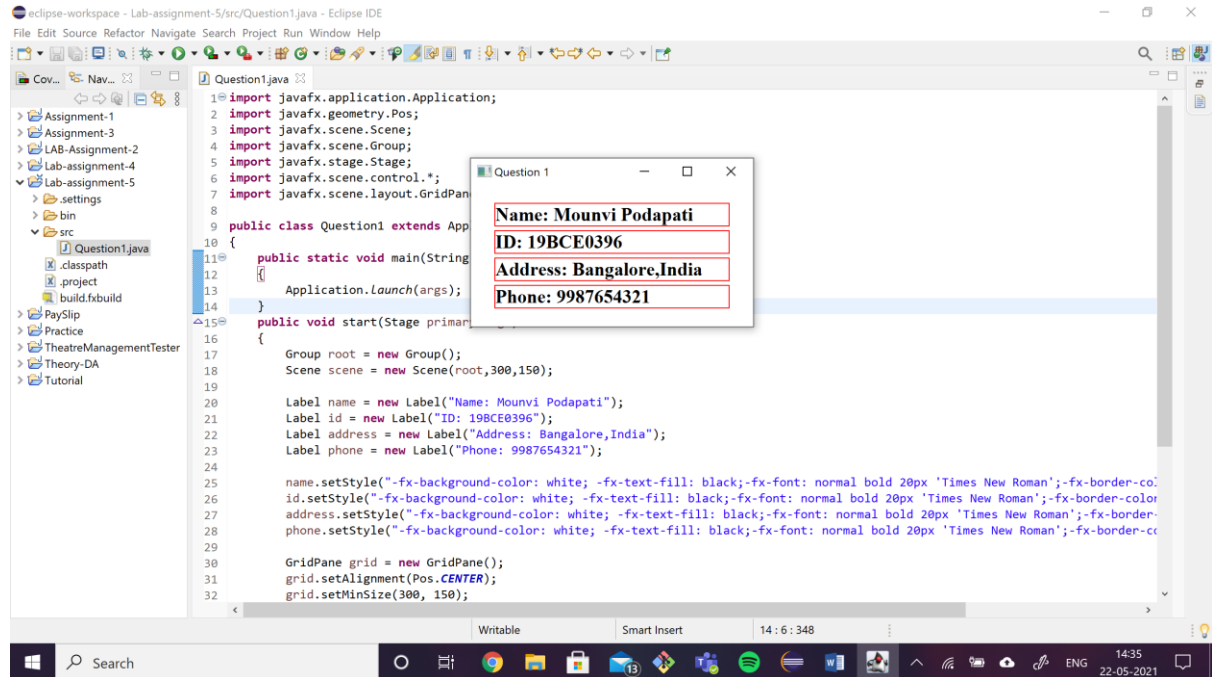 eclipse-workspace - Lab-assignment-5/src/Question1.java - Eclipse IDE
File Edit Source Refactor Navigate Search Project Run Window Help
Cov... Nav... Question1.java
Assignment-1
Assignment-3
LAB-Assignment-2
Lab-assignment-4
Lab-assignment-5
.settings
bin
src
Question1.java
.classpath
.project
build.fxbuild
PaySlip
Practice
TheatreManagementTester
Theory-DA
Tutorial
1 import javafx.application.Application;
2 import javafx.geometry.Pos;
3 import javafx.scene.Scene;
4 import javafx.scene.Group;
5 import javafx.stage.Stage;
6 import javafx.scene.control.*;
7 import javafx.scene.layout.GridPan
8
9 public class Question1 extends App
10 {
11 public static void main(String
12 {
13 Application.launch(args);
14 }
15 public void start(Stage primar
16 {
17 Group root = new Group();
18 Scene scene = new Scene(root,300,150);
19
20 Label name = new Label("Name: Mounvi Podapati");
21 Label id = new Label("ID: 19BCE0396");
22 Label address = new Label("Address: Bangalore,India");
23 Label phone = new Label("Phone: 9987654321");
24
25 name.setStyle("-fx-background-color: white; -fx-text-fill: black;-fx-font: normal bold 20px 'Times New Roman';-fx-border-col
26 id.setStyle("-fx-background-color: white; -fx-text-fill: black;-fx-font: normal bold 20px 'Times New Roman';-fx-border-color
27 address.setStyle("-fx-background-color: white; -fx-text-fill: black;-fx-font: normal bold 20px 'Times New Roman';-fx-border-
28 phone.setStyle("-fx-background-color: white; -fx-text-fill: black;-fx-font: normal bold 20px 'Times New Roman';-fx-border-co
29
30 GridPane grid = new GridPane();
31 grid.setAlignment(Pos.CENTER);
32 grid.setMinSize(300, 150);
Question 1
Name: Mounvi Podapati
ID: 19BCE0396
Address: Bangalore,India
Phone: 9987654321
Writable Smart Insert 14 : 6 : 348
Search 13 ENG 14:35
22-05-2021